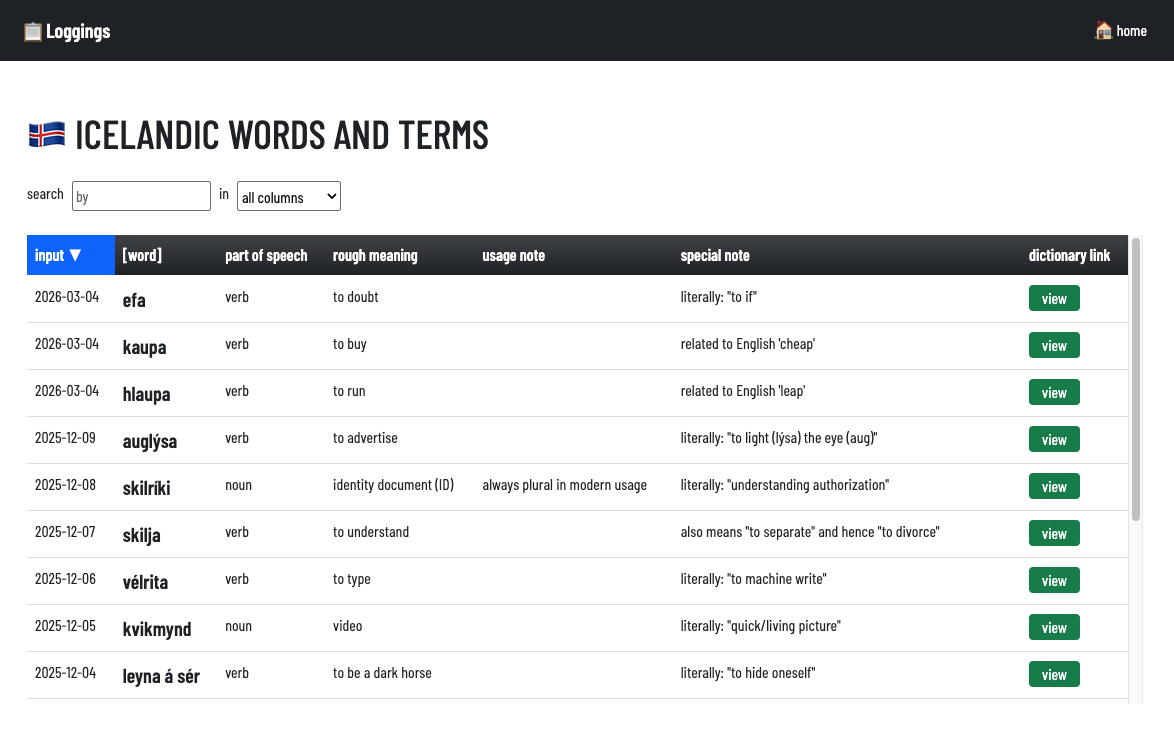 📋 Loggings
🏠 home
🇮🇸 ICELANDIC WORDS AND TERMS
search by in all columns
input ▼ [word] part of speech rough meaning usage note special note dictionary link
2026-03-04 efa verb to doubt literally: "to if" view
2026-03-04 kaupa verb to buy related to English 'cheap' view
2026-03-04 hlaupa verb to run related to English 'leap' view
2025-12-09 auglýsa verb to advertise literally: "to light (lýsa) the eye (aug)" view
2025-12-08 skilríki noun identity document (ID) always plural in modern usage literally: "understanding authorization" view
2025-12-07 skilja verb to understand also means "to separate" and hence "to divorce" view
2025-12-06 vélrita verb to type literally: "to machine write" view
2025-12-05 kvikmynd noun video literally: "quick/living picture" view
2025-12-04 leyna á sér verb to be a dark horse literally: "to hide oneself" view